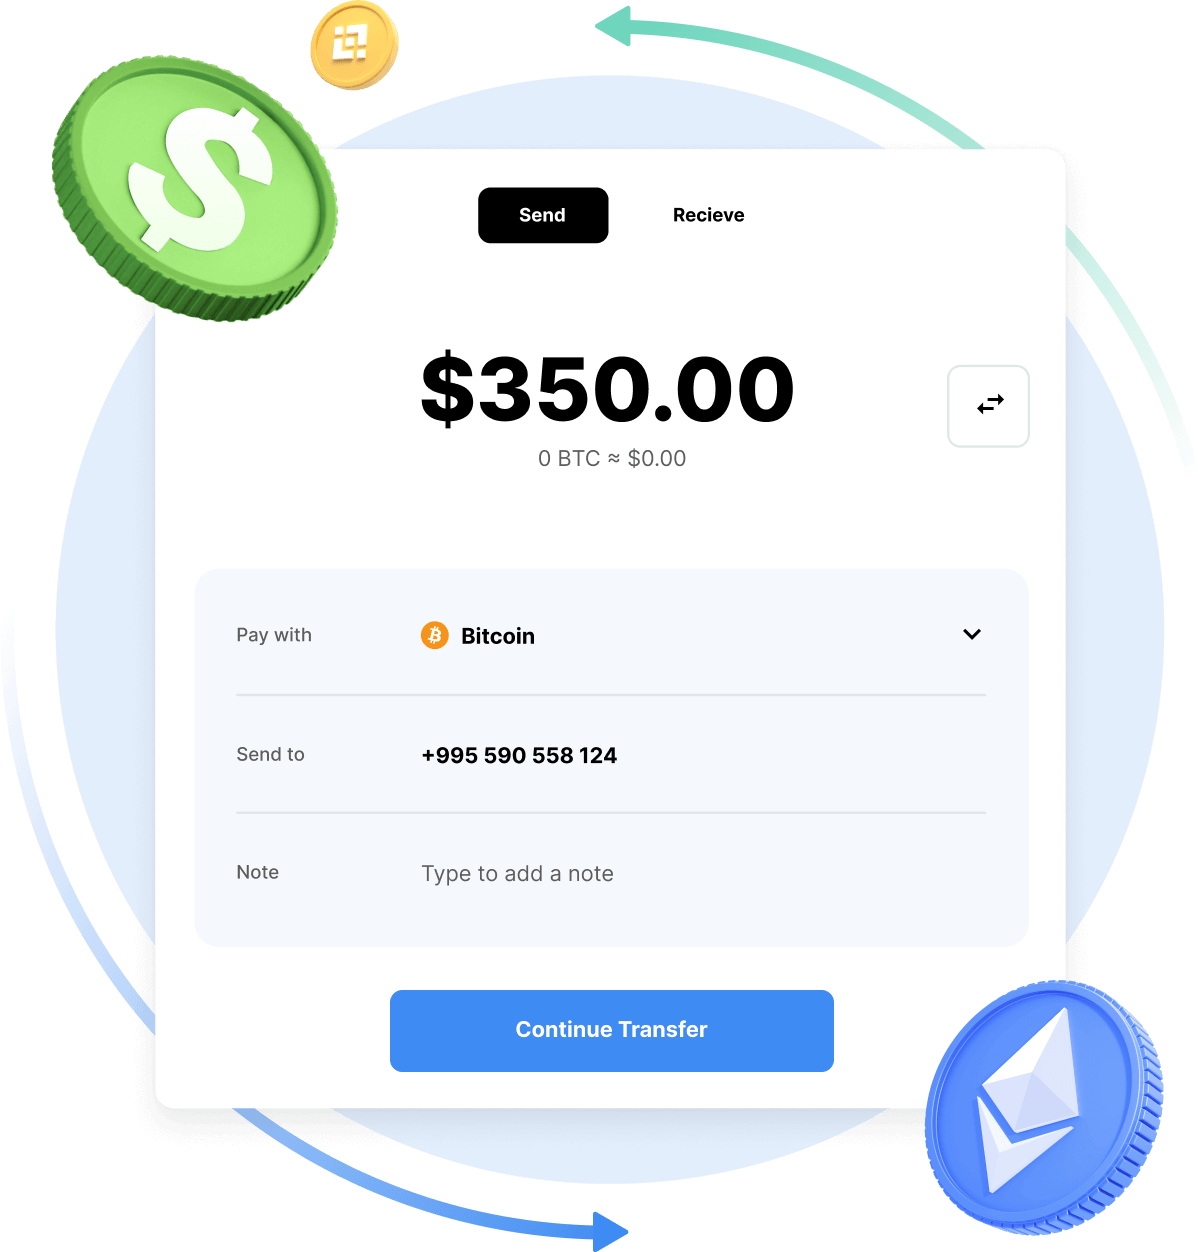 Send
Recieve
$350.00
0 BTC ≈ $0.00
Pay with
Bitcoin
Send to
+995 590 558 124
Note
Type to add a note
Continue Transfer